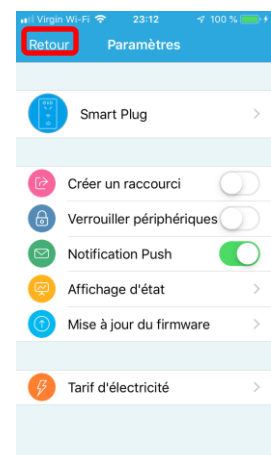 Virgin Wi-Fi 23:12 100 %
Retour Paramètres
Smart Plug
Créer un raccourci
Verrouiller périphériques
Notification Push
Affichage d'état
Mise à jour du firmware
Tarif d'électricité